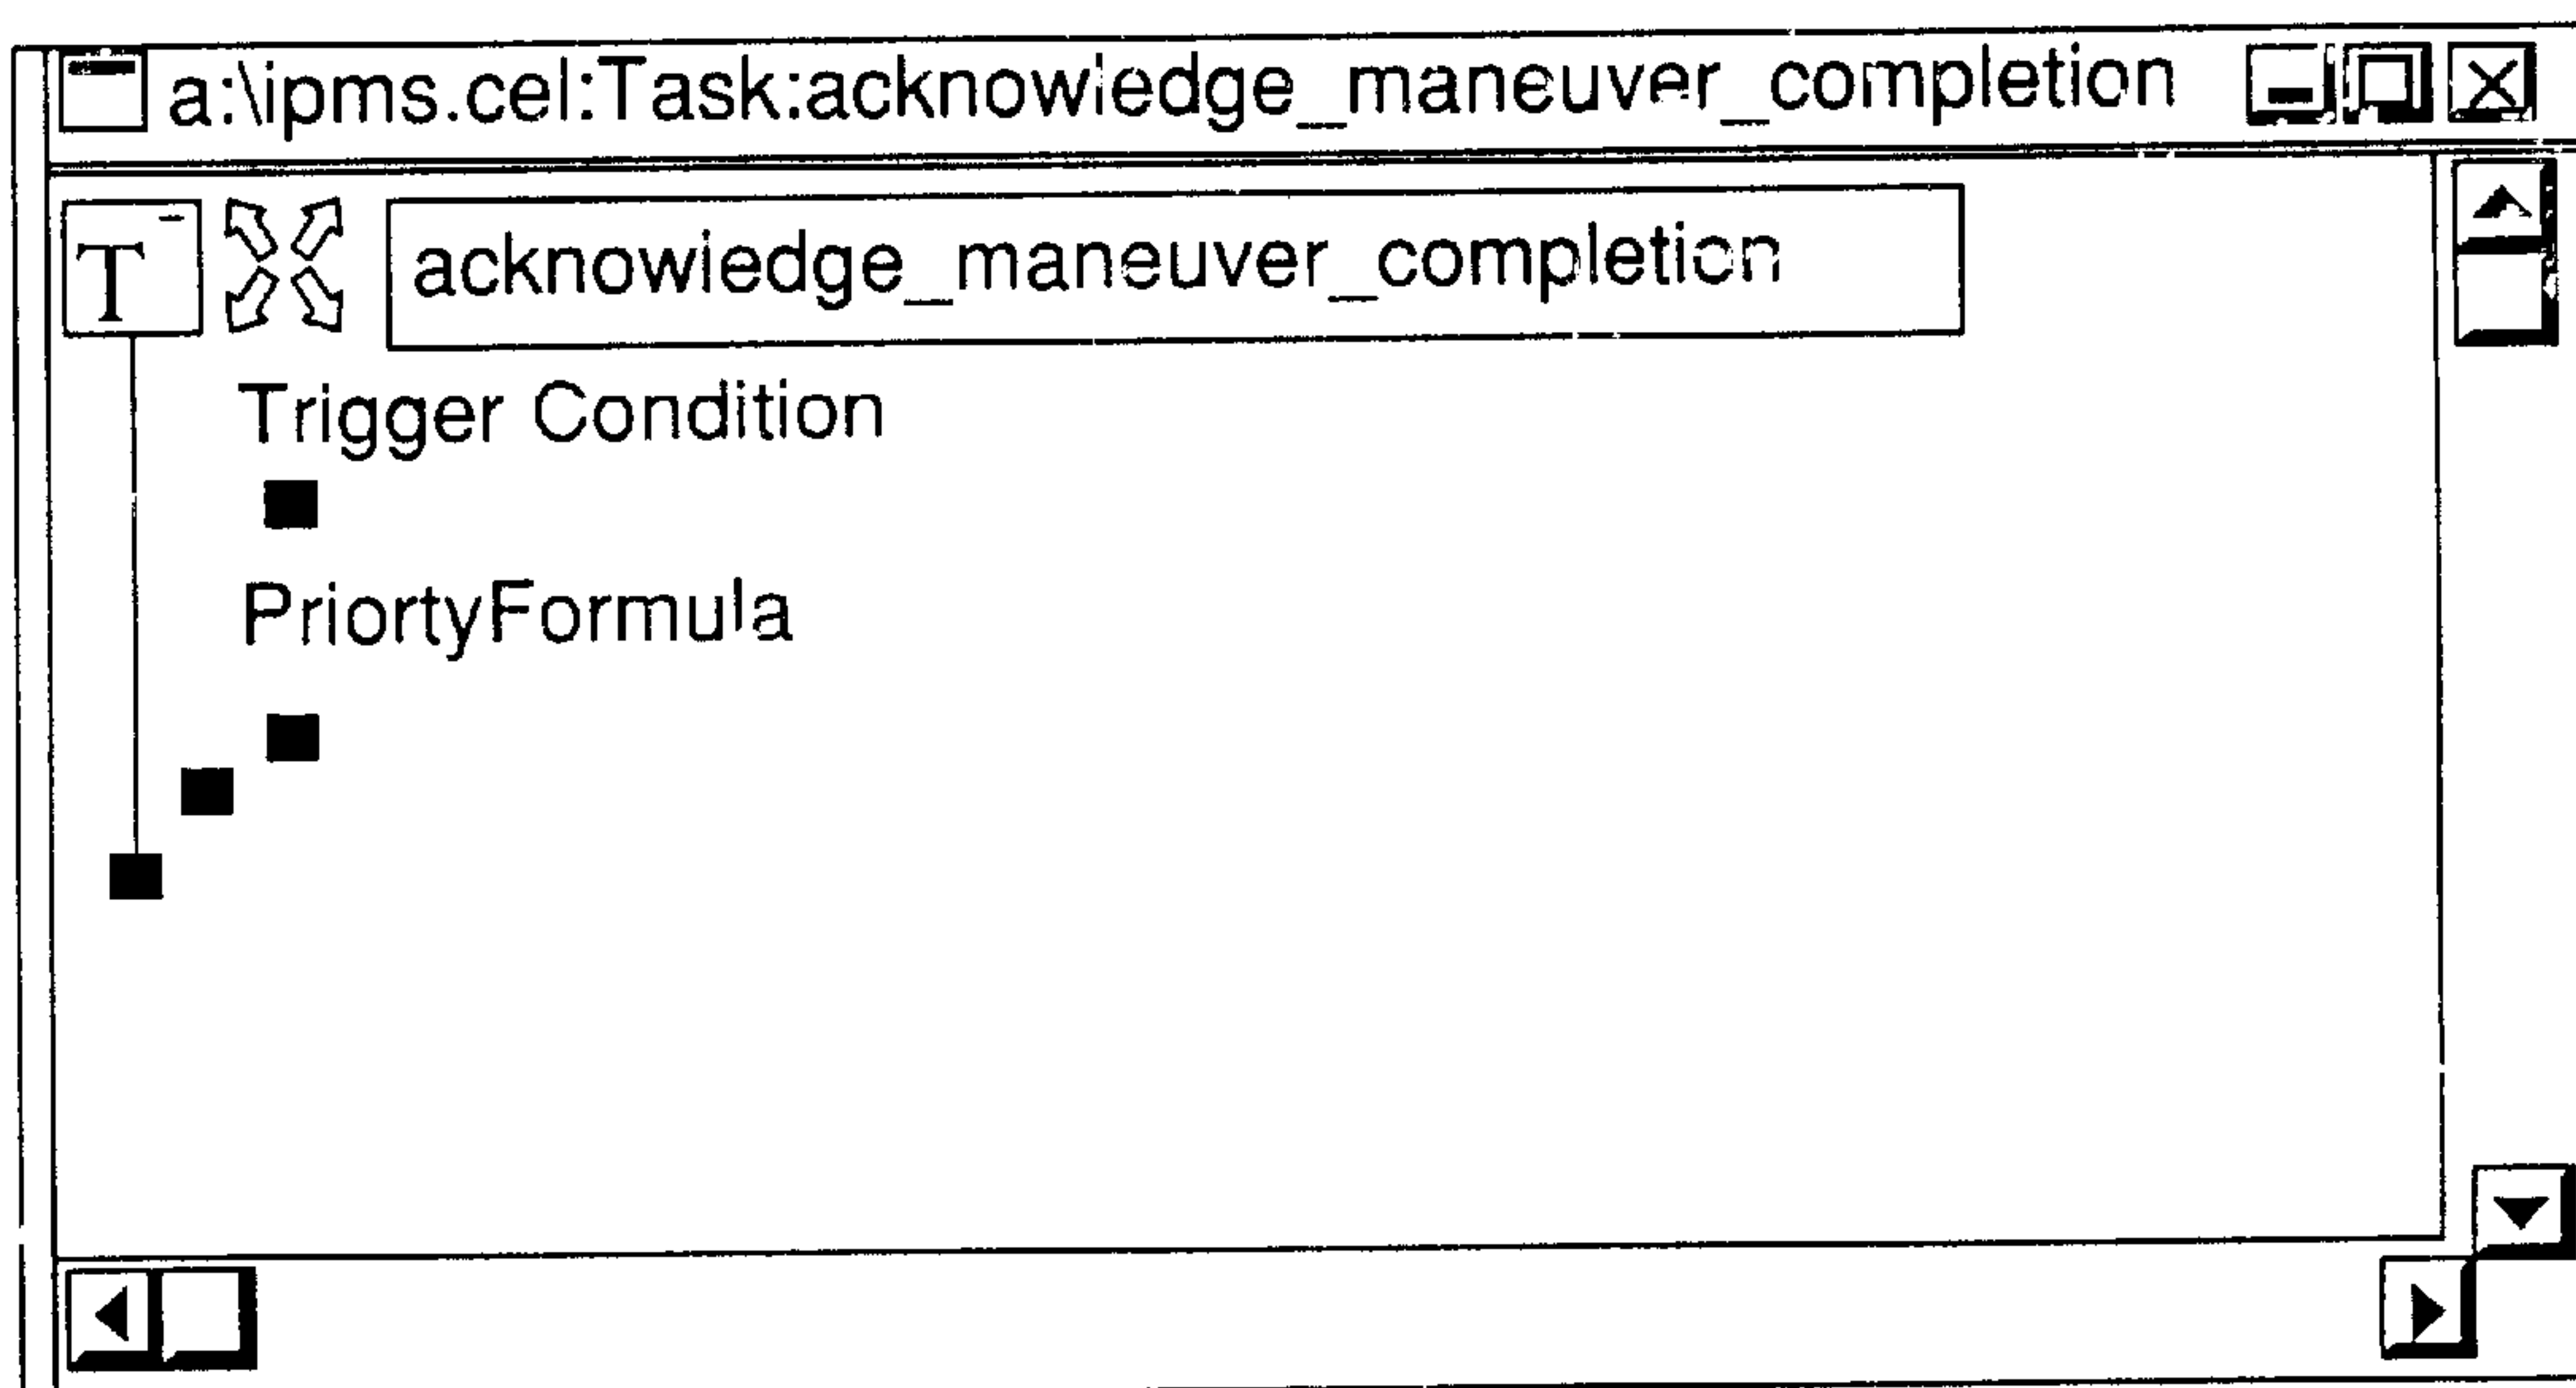 a:\ipms.cel:Task:acknowledge_maneuver_completion
T acknowledge_maneuver_completion
Trigger Condition
PriortyFormula